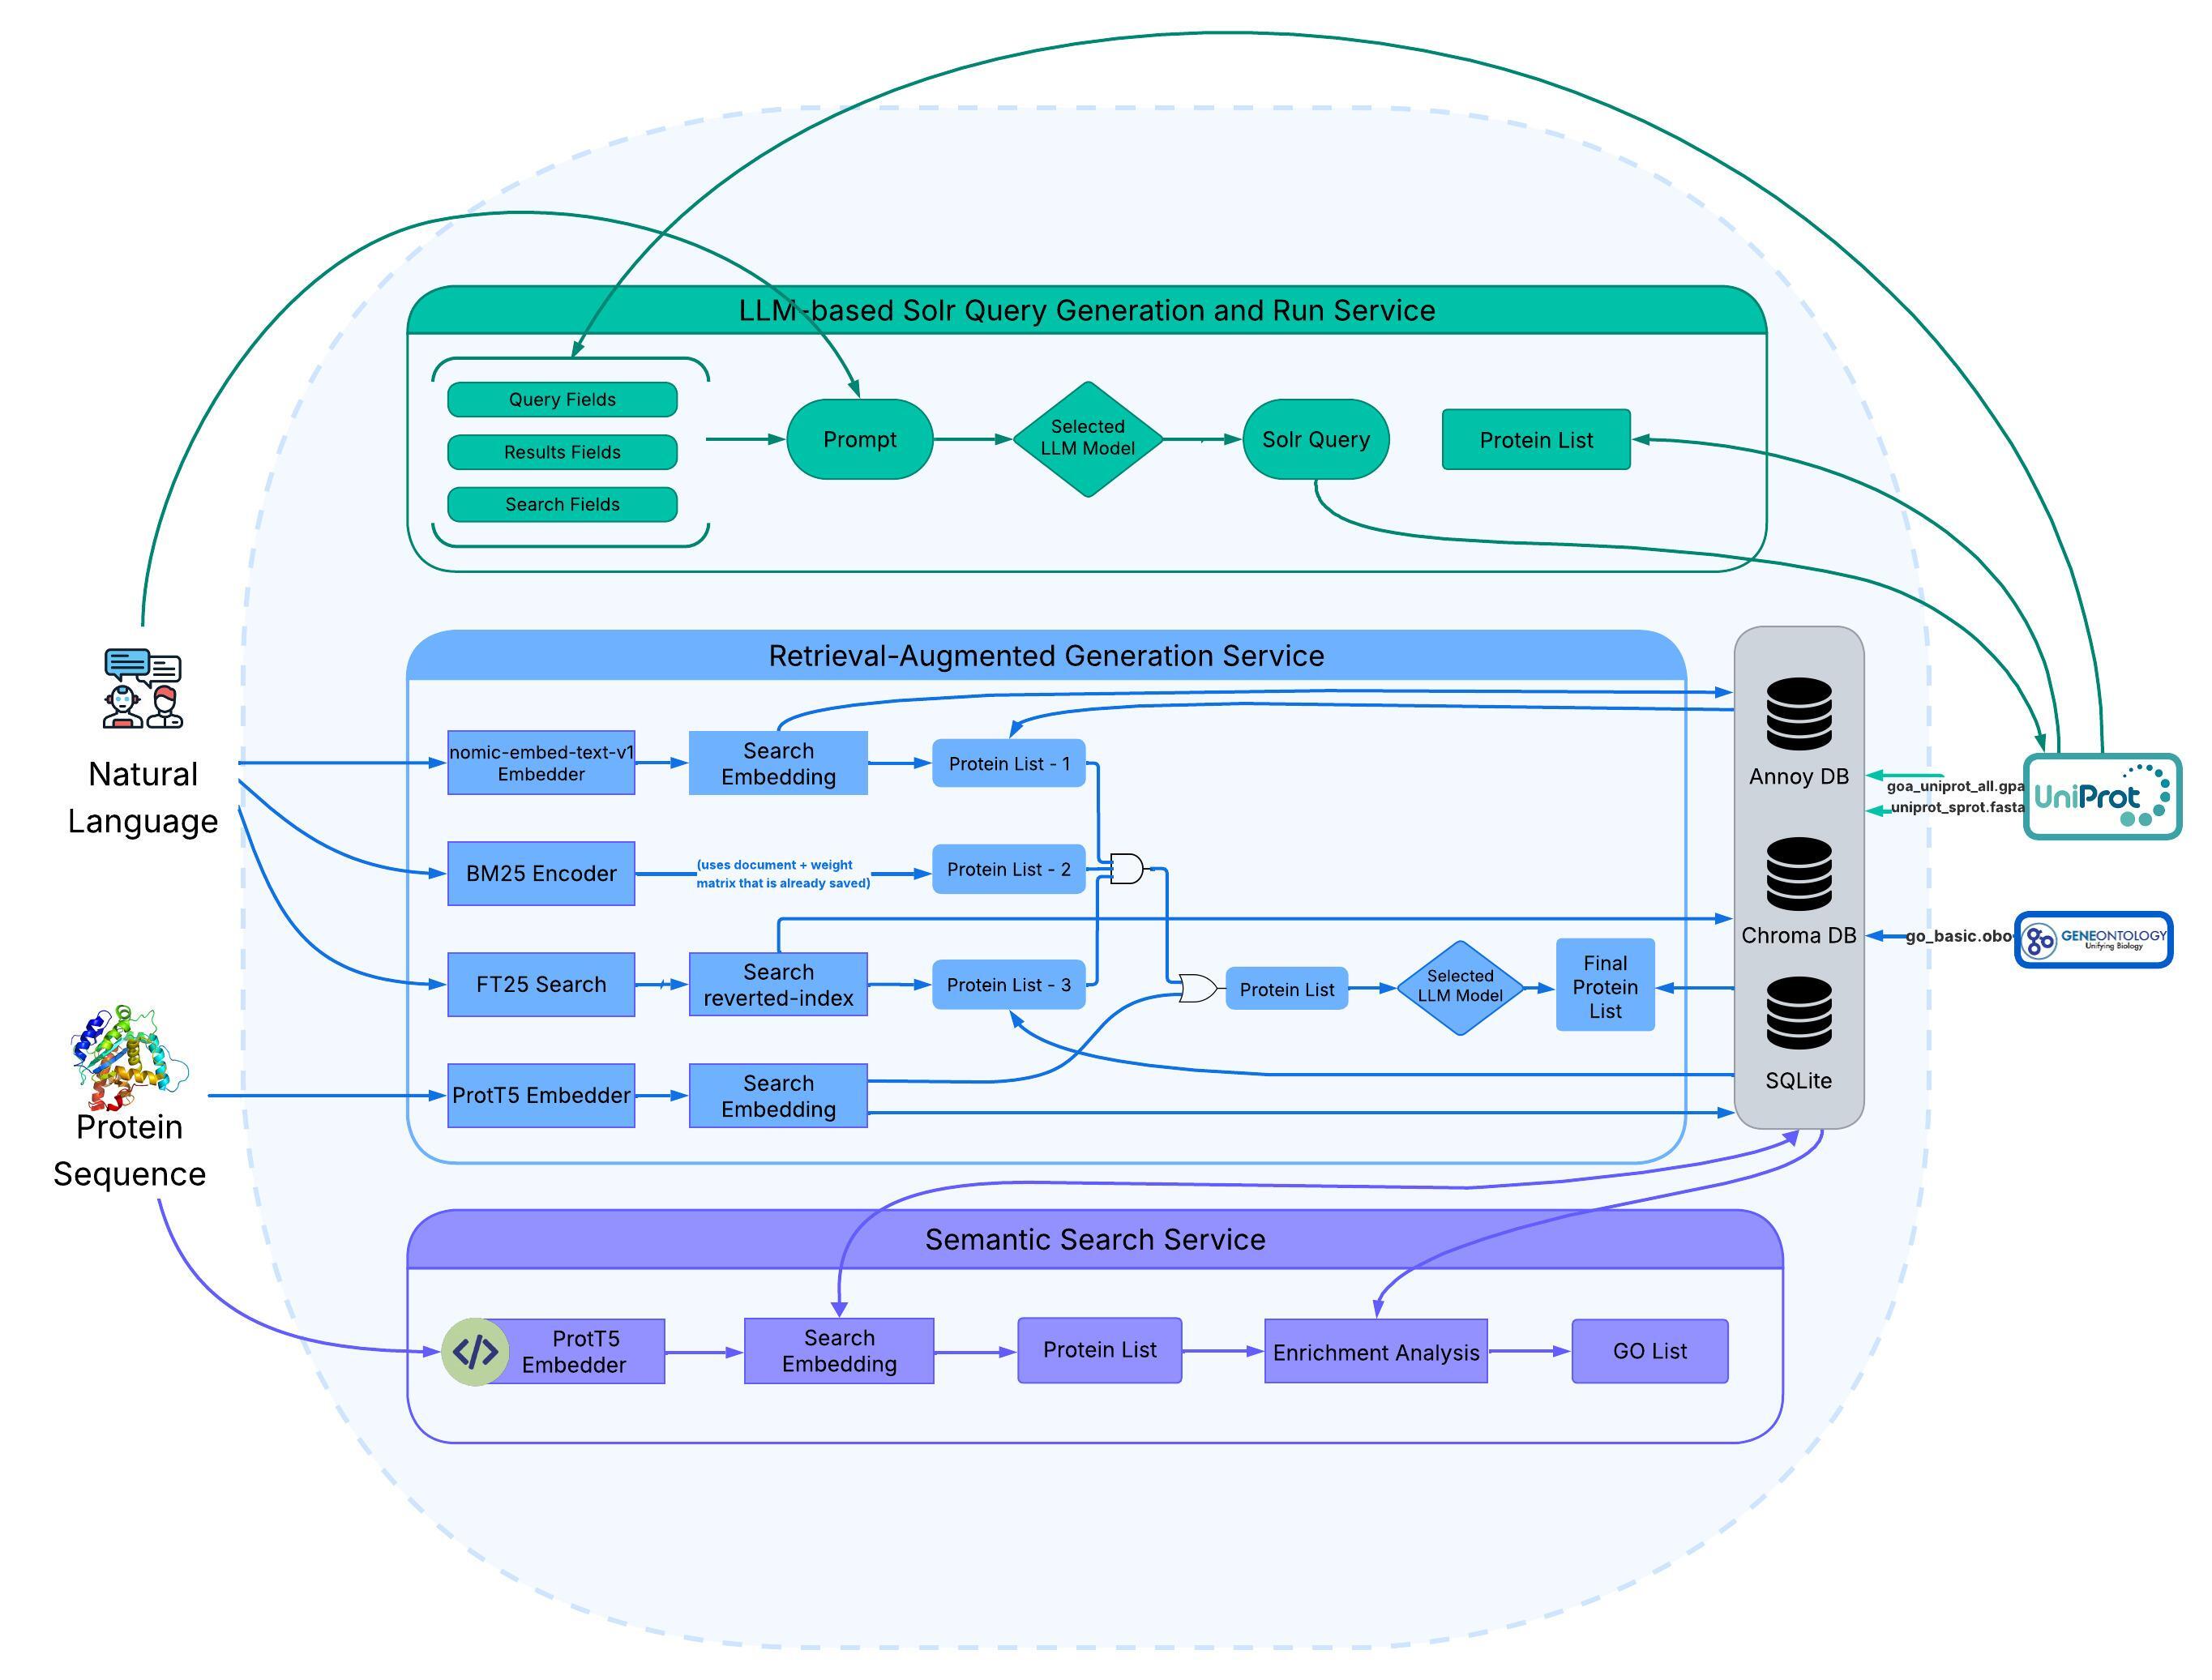 LLM-based Solr Query Generation and Run Service
Query Fields
Results Fields
Search Fields
Prompt
Selected
LLM Model
Solr Query
Protein List
Natural
Language
Protein
Sequence
Retrieval-Augmented Generation Service
nomic-embed-text-v1
Embedder
Search
Embedding
Protein List - 1
BM25 Encoder
(uses document + weight
matrix that is already saved)
Protein List - 2
FT25 Search
Search
reverted-index
Protein List - 3
Protein List
Selected
LLM Model
Final
Protein
List
ProtT5 Embedder
Search
Embedding
Annoy DB
Chroma DB
SQLite
goa_uniprot_all.gpa
uniprot_sprot.fasta
UniProt
go_basic.obo
GENEONTOLOGY
Unifying Biology
Semantic Search Service
</>
ProtT5
Embedder
Search
Embedding
Protein List
Enrichment Analysis
GO List